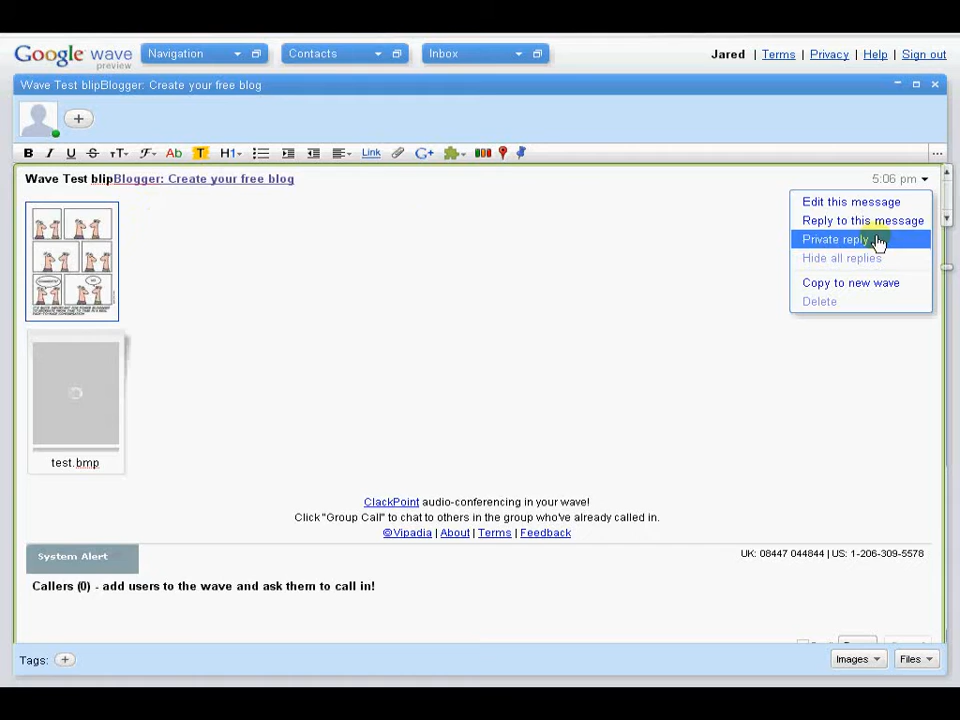 Google wave
preview
Navigation
Contacts
Inbox
Jared | Terms | Privacy | Help | Sign out
Wave Test blipBlogger: Create your free blog
B I U S TT F Ab T H1 Link
Wave Test blipBlogger: Create your free blog
5:06 pm
Edit this message
Reply to this message
Private reply
Hide all replies
Copy to new wave
Delete
test.bmp
ClackPoint audio-conferencing in your wave!
Click "Group Call" to chat to others in the group who've already called in.
©Vipadia | About | Terms | Feedback
System Alert
UK: 08447 044844 | US: 1-206-309-5578
Callers (0) - add users to the wave and ask them to call in!
Tags:
Images
Files